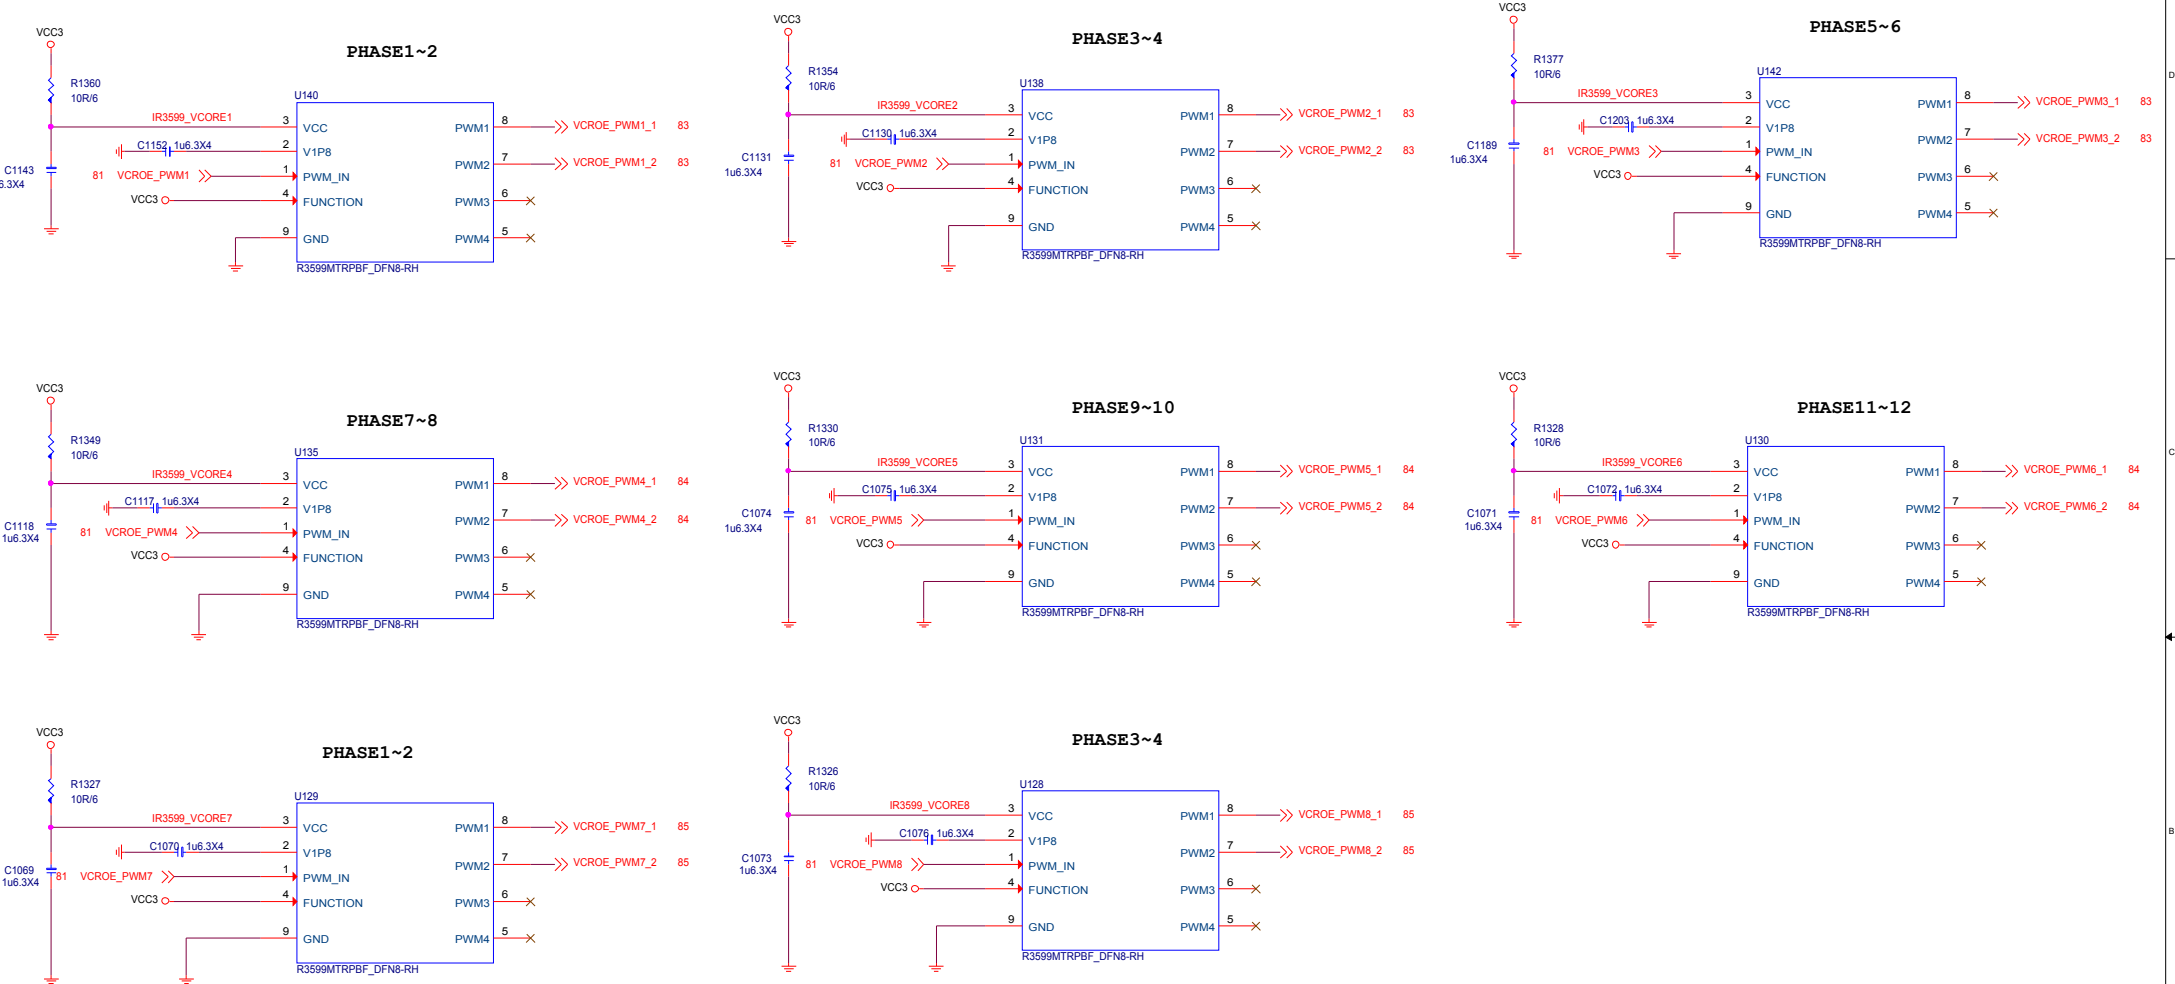 VCC3
PHASE1~2
R1360
10R/6
U140
IR3599_VCORE1
3 VCC PWM1 8 VCROE_PWM1_1 83
C1152 1u6.3X4 2 V1P8
C1143
6.3X4
81 VCROE_PWM1 1 PWM_IN PWM2 7 VCROE_PWM1_2 83
VCC3 4 FUNCTION PWM3 6
9 GND PWM4 5
R3599MTRPBF_DFN8-RH
VCC3
PHASE3~4
R1354
10R/6
U138
IR3599_VCORE2
3 VCC PWM1 8 VCROE_PWM2_1 83
C1130 1u6.3X4 2 V1P8
C1131
1u6.3X4
81 VCROE_PWM2 1 PWM_IN PWM2 7 VCROE_PWM2_2 83
VCC3 4 FUNCTION PWM3 6
9 GND PWM4 5
R3599MTRPBF_DFN8-RH
VCC3
PHASE5~6
R1377
10R/6
U142
IR3599_VCORE3
3 VCC PWM1 8 VCROE_PWM3_1 83
C1203 1u6.3X4 2 V1P8
C1189
1u6.3X4
81 VCROE_PWM3 1 PWM_IN PWM2 7 VCROE_PWM3_2 83
VCC3 4 FUNCTION PWM3 6
9 GND PWM4 5
R3599MTRPBF_DFN8-RH
D
VCC3
PHASE7~8
R1349
10R/6
U135
IR3599_VCORE4
3 VCC PWM1 8 VCROE_PWM4_1 84
C1117 1u6.3X4 2 V1P8
C1118
1u6.3X4
81 VCROE_PWM4 1 PWM_IN PWM2 7 VCROE_PWM4_2 84
VCC3 4 FUNCTION PWM3 6
9 GND PWM4 5
R3599MTRPBF_DFN8-RH
VCC3
PHASE9~10
R1330
10R/6
U131
IR3599_VCORE5
3 VCC PWM1 8 VCROE_PWM5_1 84
C1075 1u6.3X4 2 V1P8
C1074
1u6.3X4
81 VCROE_PWM5 1 PWM_IN PWM2 7 VCROE_PWM5_2 84
VCC3 4 FUNCTION PWM3 6
9 GND PWM4 5
R3599MTRPBF_DFN8-RH
VCC3
PHASE11~12
R1328
10R/6
U130
IR3599_VCORE6
3 VCC PWM1 8 VCROE_PWM6_1 84
C1072 1u6.3X4 2 V1P8
C1071
1u6.3X4
81 VCROE_PWM6 1 PWM_IN PWM2 7 VCROE_PWM6_2 84
VCC3 4 FUNCTION PWM3 6
9 GND PWM4 5
R3599MTRPBF_DFN8-RH
C
VCC3
PHASE1~2
R1327
10R/6
U129
IR3599_VCORE7
3 VCC PWM1 8 VCROE_PWM7_1 85
C1070 1u6.3X4 2 V1P8
C1069
1u6.3X4
81 VCROE_PWM7 1 PWM_IN PWM2 7 VCROE_PWM7_2 85
VCC3 4 FUNCTION PWM3 6
9 GND PWM4 5
R3599MTRPBF_DFN8-RH
VCC3
PHASE3~4
R1326
10R/6
U128
IR3599_VCORE8
3 VCC PWM1 8 VCROE_PWM8_1 85
C1076 1u6.3X4 2 V1P8
C1073
1u6.3X4
81 VCROE_PWM8 1 PWM_IN PWM2 7 VCROE_PWM8_2 85
VCC3 4 FUNCTION PWM3 6
9 GND PWM4 5
R3599MTRPBF_DFN8-RH
B